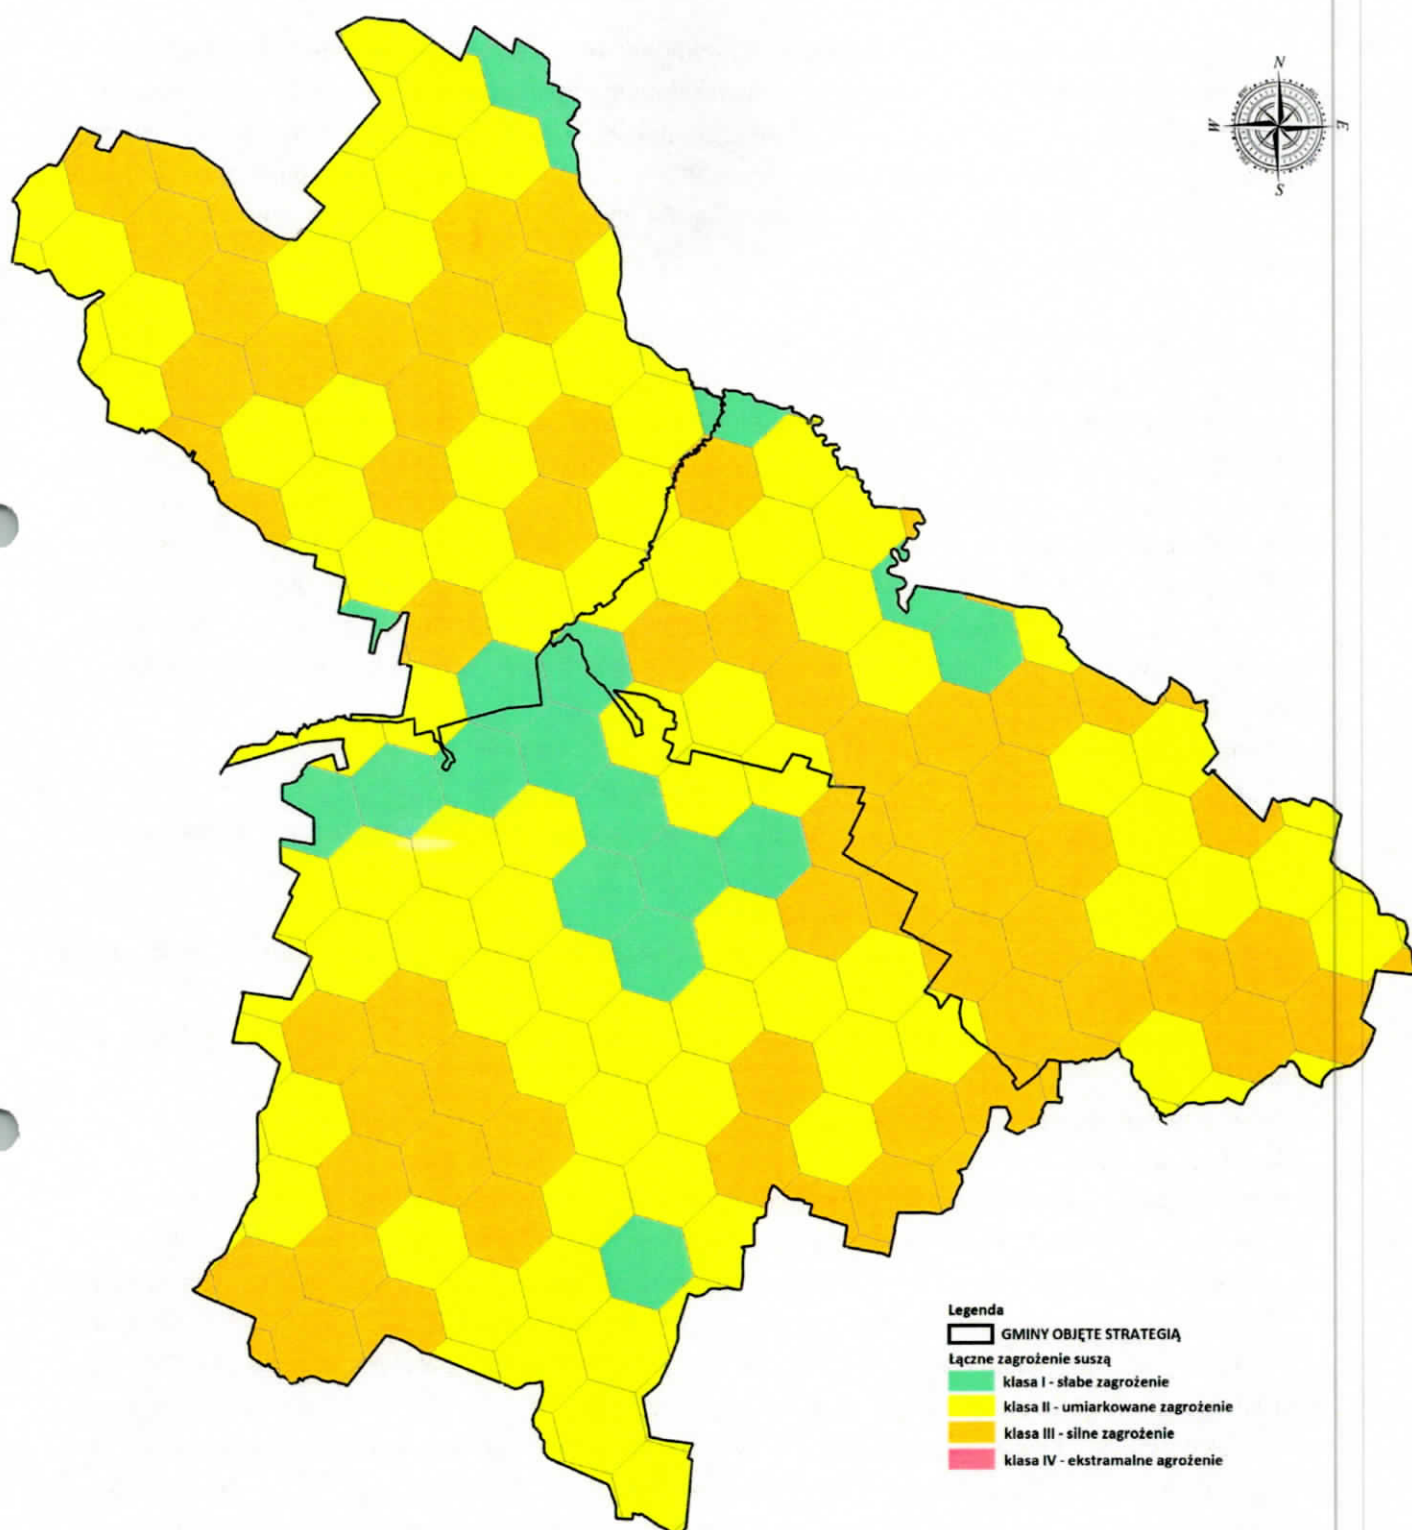 N
W
E
S
Legenda
GMINY OBJĘTE STRATEGIĄ
Łączne zagrożenie suszą
klasa I - słabe zagrożenie
klasa II - umiarkowane zagrożenie
klasa III - silne zagrożenie
klasa IV - ekstramalne agrożenie